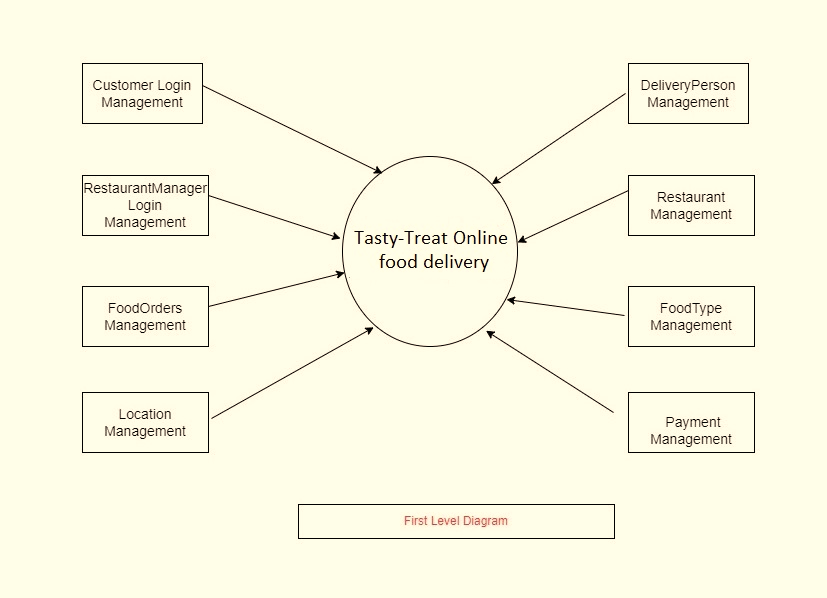 Customer Login
Management
RestaurantManager
Login
Management
FoodOrders
Management
Location
Management
Tasty-Treat Online
food delivery
DeliveryPerson
Management
Restaurant
Management
FoodType
Management
Payment
Management
First Level Diagram